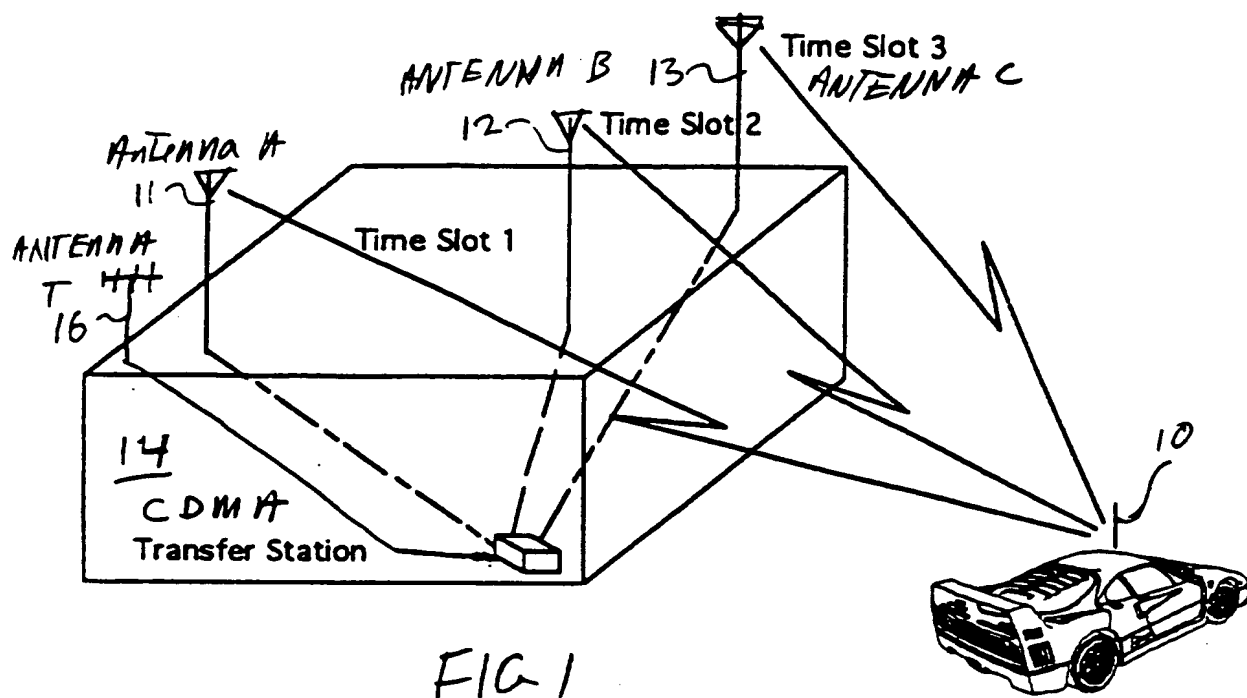 Time Slot 3
13
ANTENNA C
ANTENNA B
12
Time Slot 2
Antenna A
11
ANTENNA
T
16
Time Slot 1
14
CDMA
Transfer Station
10
FIG 1